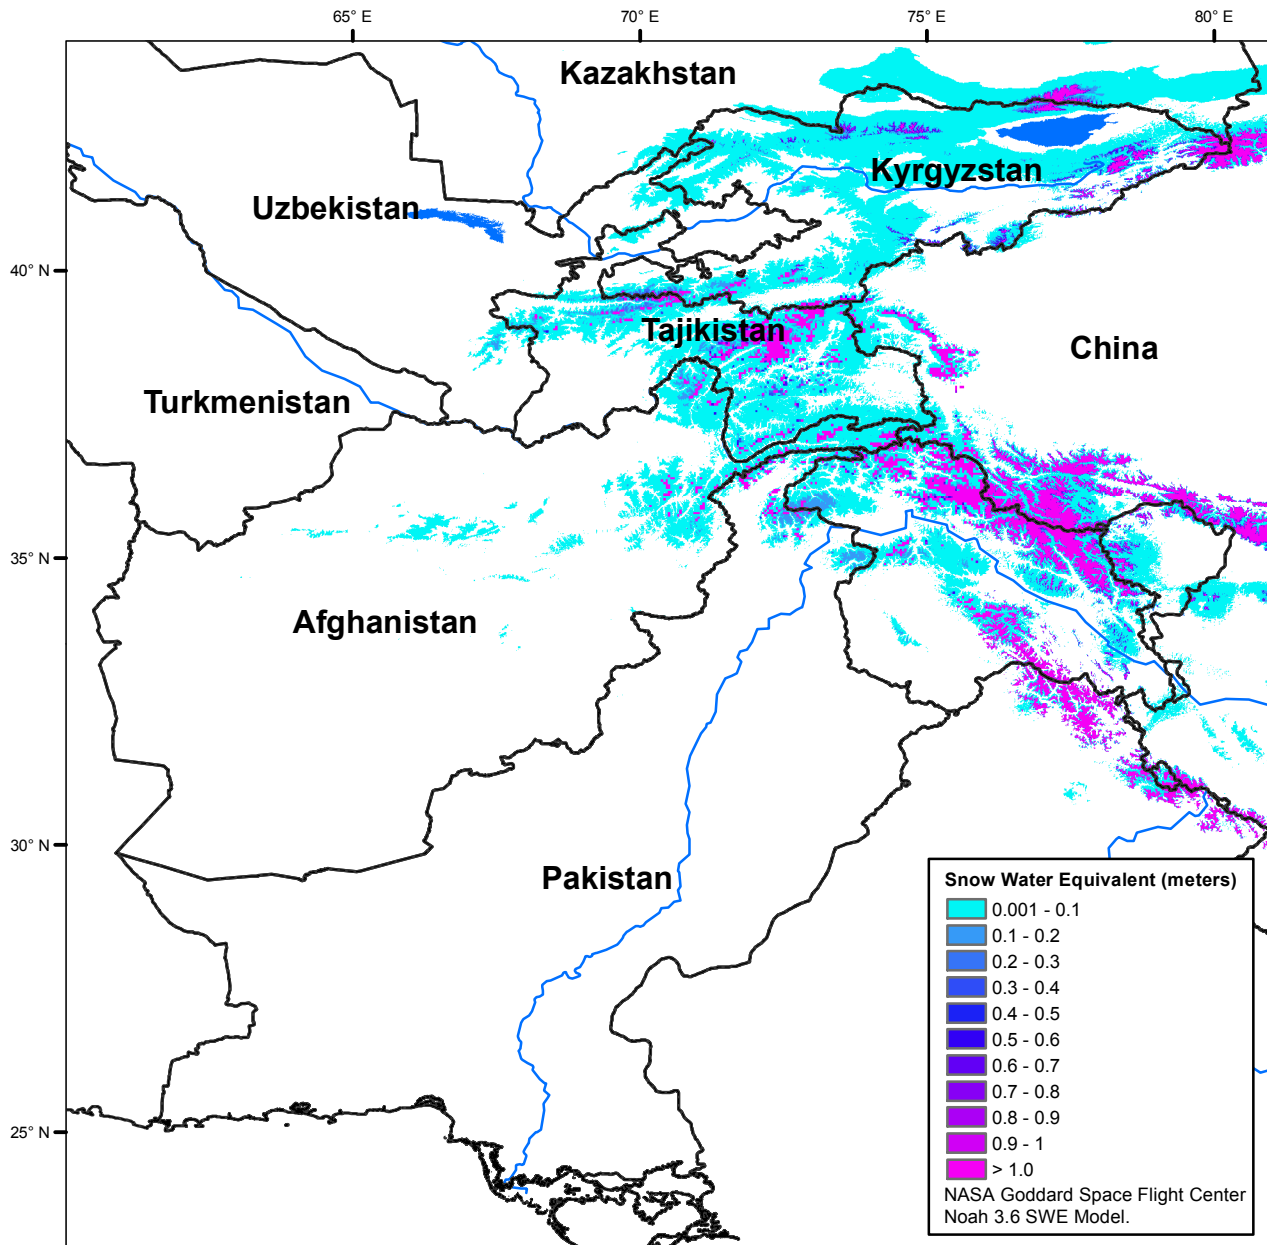 65° E
70° E
75° E
80° E
Kazakhstan
Kyrgyzstan
Uzbekistan
40° N
Tajikistan
China
Turkmenistan
35° N
Afghanistan
30° N
Pakistan
25° N
Snow Water Equivalent (meters)
0.001 - 0.1
0.1 - 0.2
0.2 - 0.3
0.3 - 0.4
0.4 - 0.5
0.5 - 0.6
0.6 - 0.7
0.7 - 0.8
0.8 - 0.9
0.9 - 1
> 1.0
NASA Goddard Space Flight Center
Noah 3.6 SWE Model.